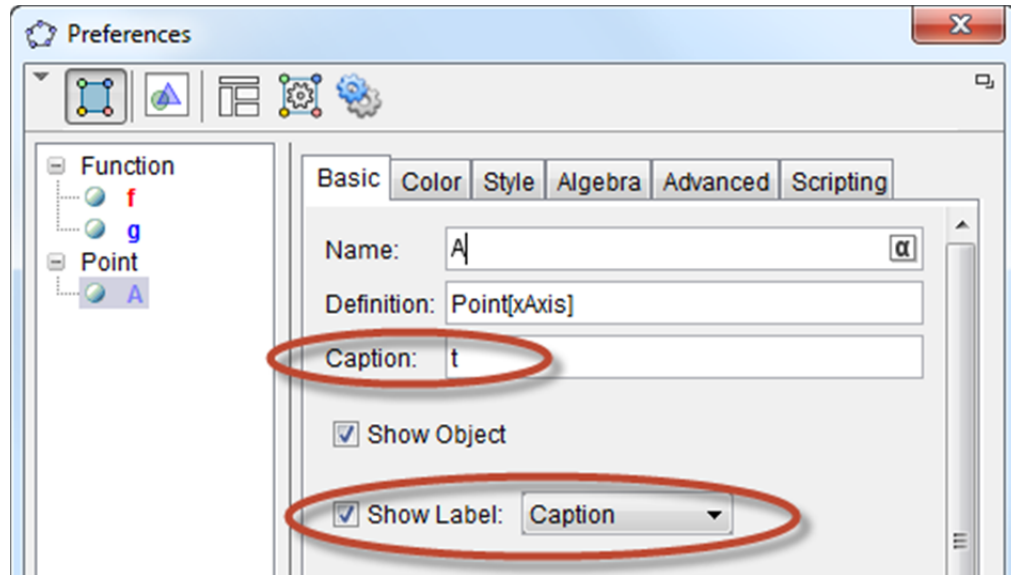 Preferences
Function
f
g
Point
A
Basic Color Style Algebra Advanced Scripting
Name: A α
Definition: Point[xAxis]
Caption: t
Show Object
Show Label: Caption